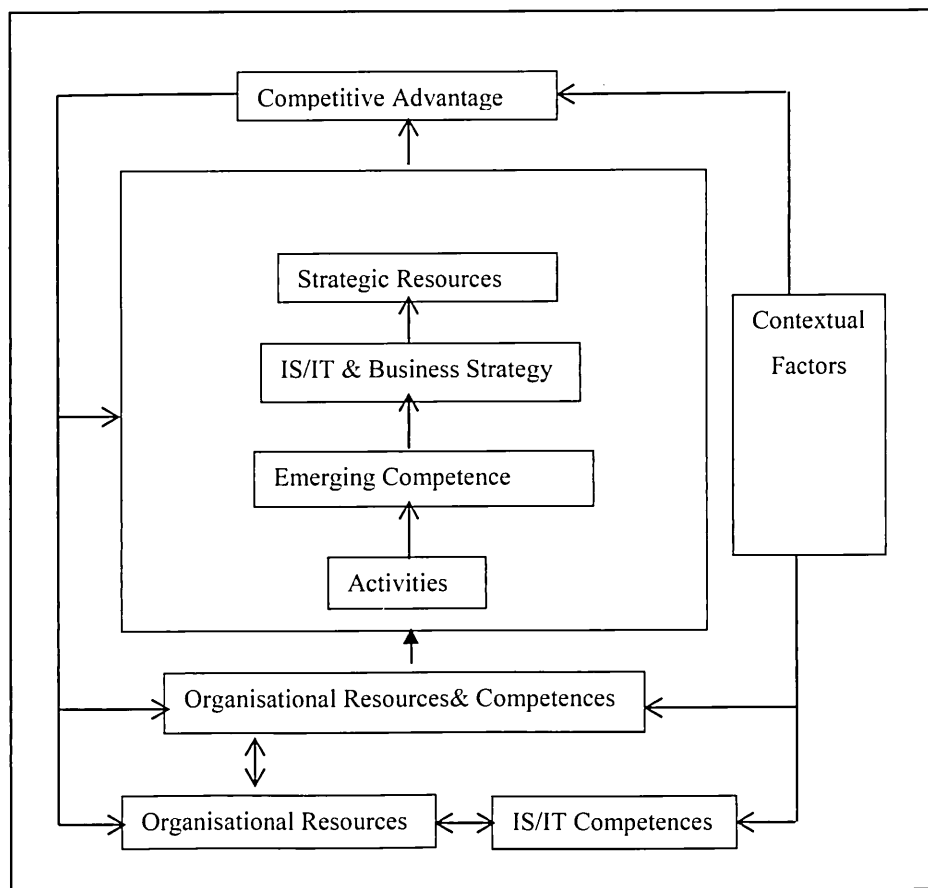 Competitive Advantage
Strategic Resources
Contextual
Factors
IS/IT & Business Strategy
Emerging Competence
Activities
Organisational Resources& Competences
Organisational Resources
IS/IT Competences